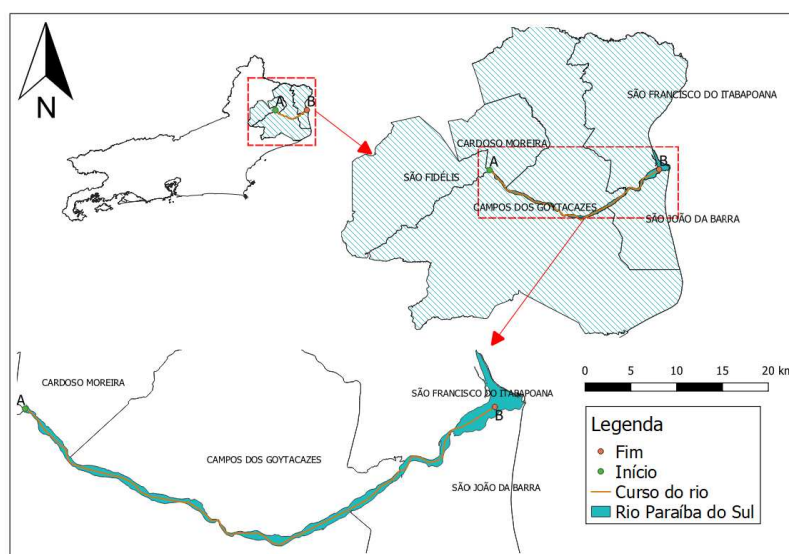 N
A
B
SÃO FRANCISCO DO ITABAPOANA
CARDOSO MOREIRA
A
B
SÃO FIDÉLIS
CAMPOS DOS GOYTACAZES
SÃO JOÃO DA BARRA
CARDOSO MOREIRA
A
SÃO FRANCISCO DO ITABAPOANA
B
CAMPOS DOS GOYTACAZES
SÃO JOÃO DA BARRA
0 5 10 15 20 km
Legenda
Fim
Início
Curso do rio
Rio Paraíba do Sul